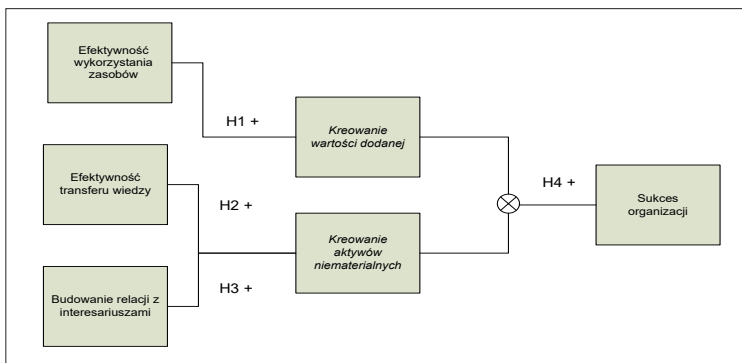 Efektywność
wykorzystania
zasobów
H1 +
Kreowanie
wartości dodanej
Efektywność
transferu wiedzy
H2 +
H4 +
Sukces
organizacji
Kreowanie
aktywów
niematerialnych
Budowanie relacji z
interesariuszami
H3 +